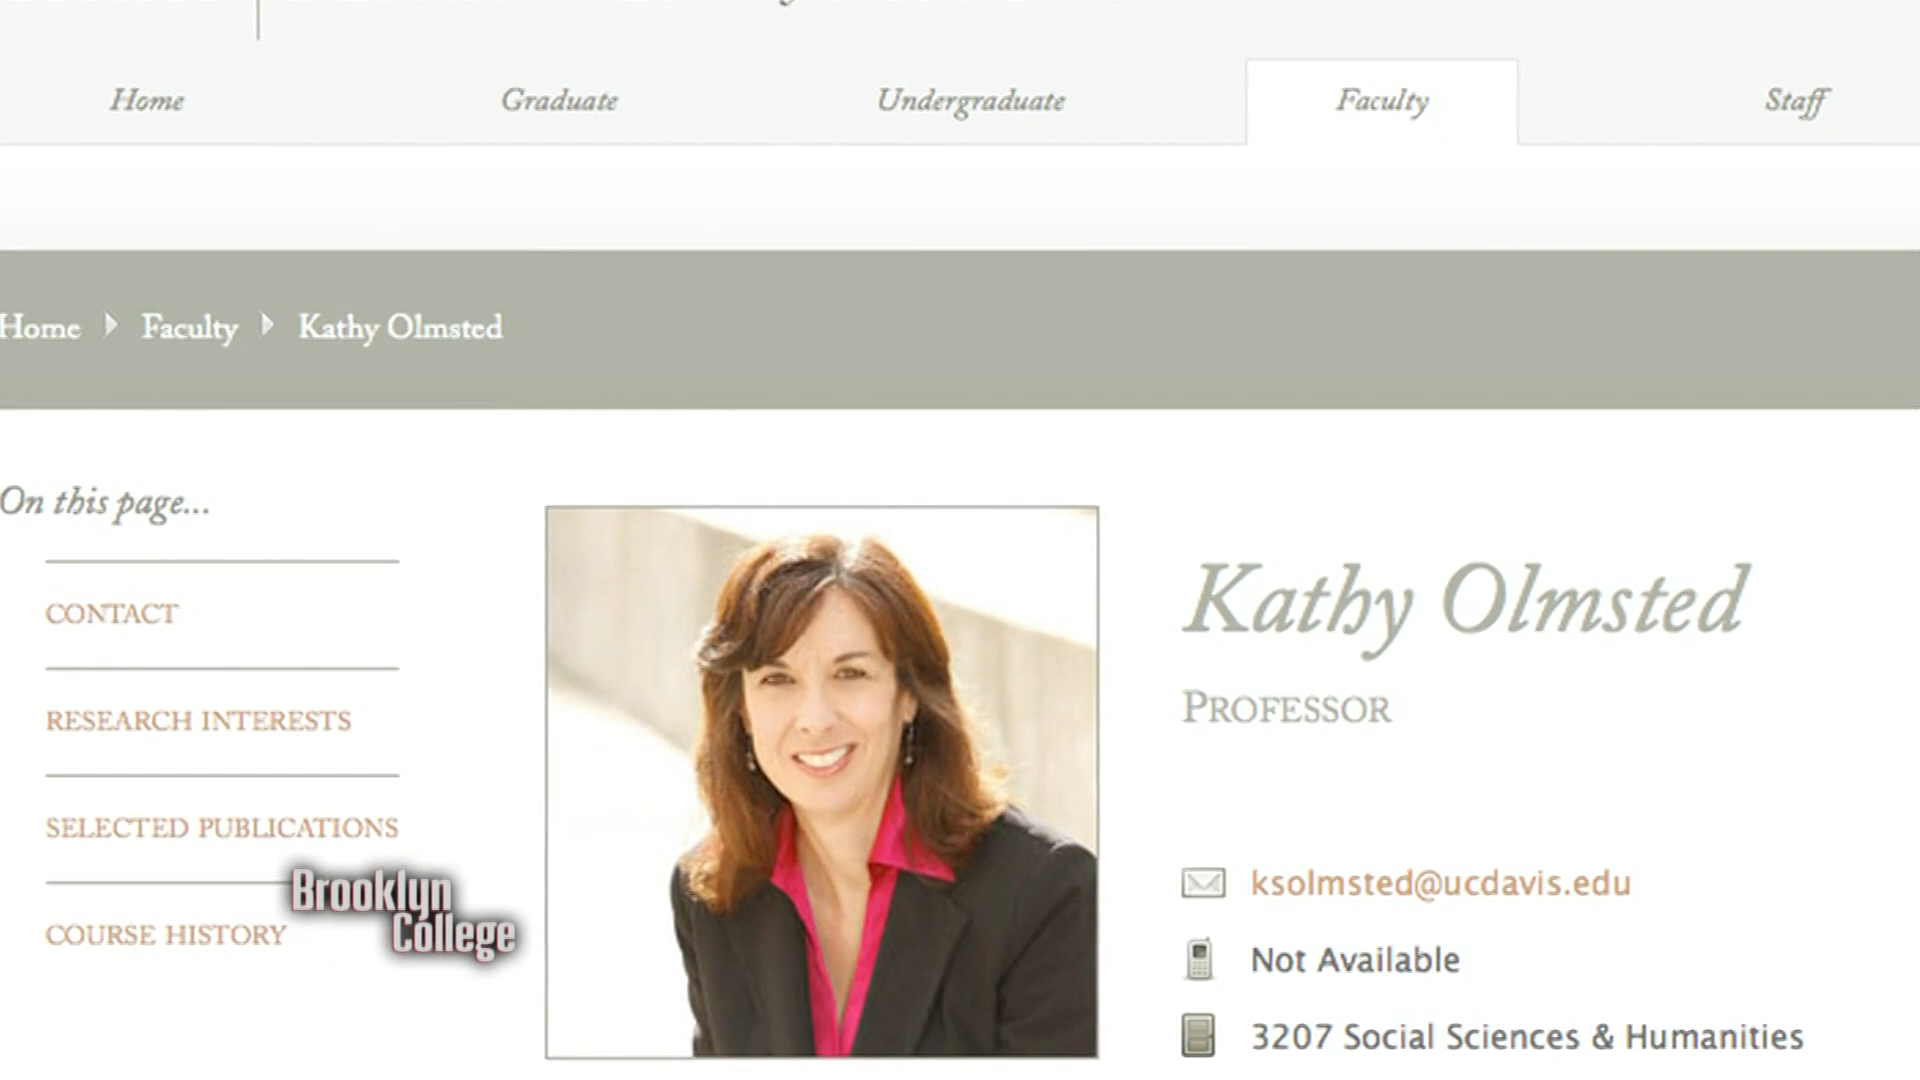 Home Graduate Undergraduate Faculty Staff
Home Faculty Kathy Olmsted
On this page...
CONTACT
RESEARCH INTERESTS
SELECTED PUBLICATIONS
COURSE HISTORY
Brooklyn
College
Kathy Olmsted
PROFESSOR
ksolmsted@ucdavis.edu
Not Available
3207 Social Sciences & Humanities